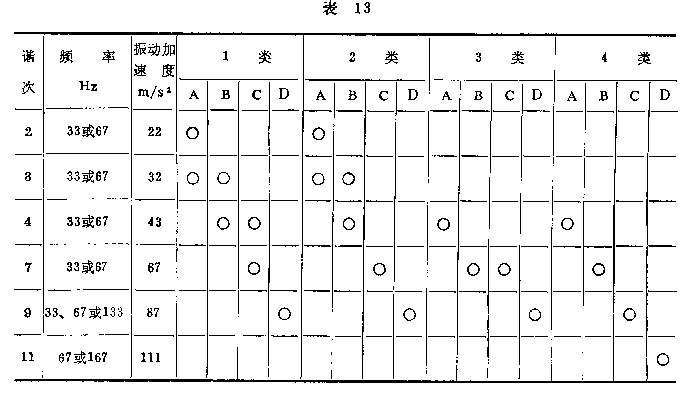 表 13
谐次 频率 Hz 振动加速度 m/s² 1 类 2 类 3 类 4 类
A B C D A B C D A B C D A B C D
2 33或67 22 ○ ○
3 33或67 32 ○ ○ ○ ○
4 33或67 43 ○ ○ ○ ○ ○
7 33或67 67 ○ ○ ○ ○ ○
9 33、67或133 87 ○ ○ ○ ○
11 67或167 111 ○